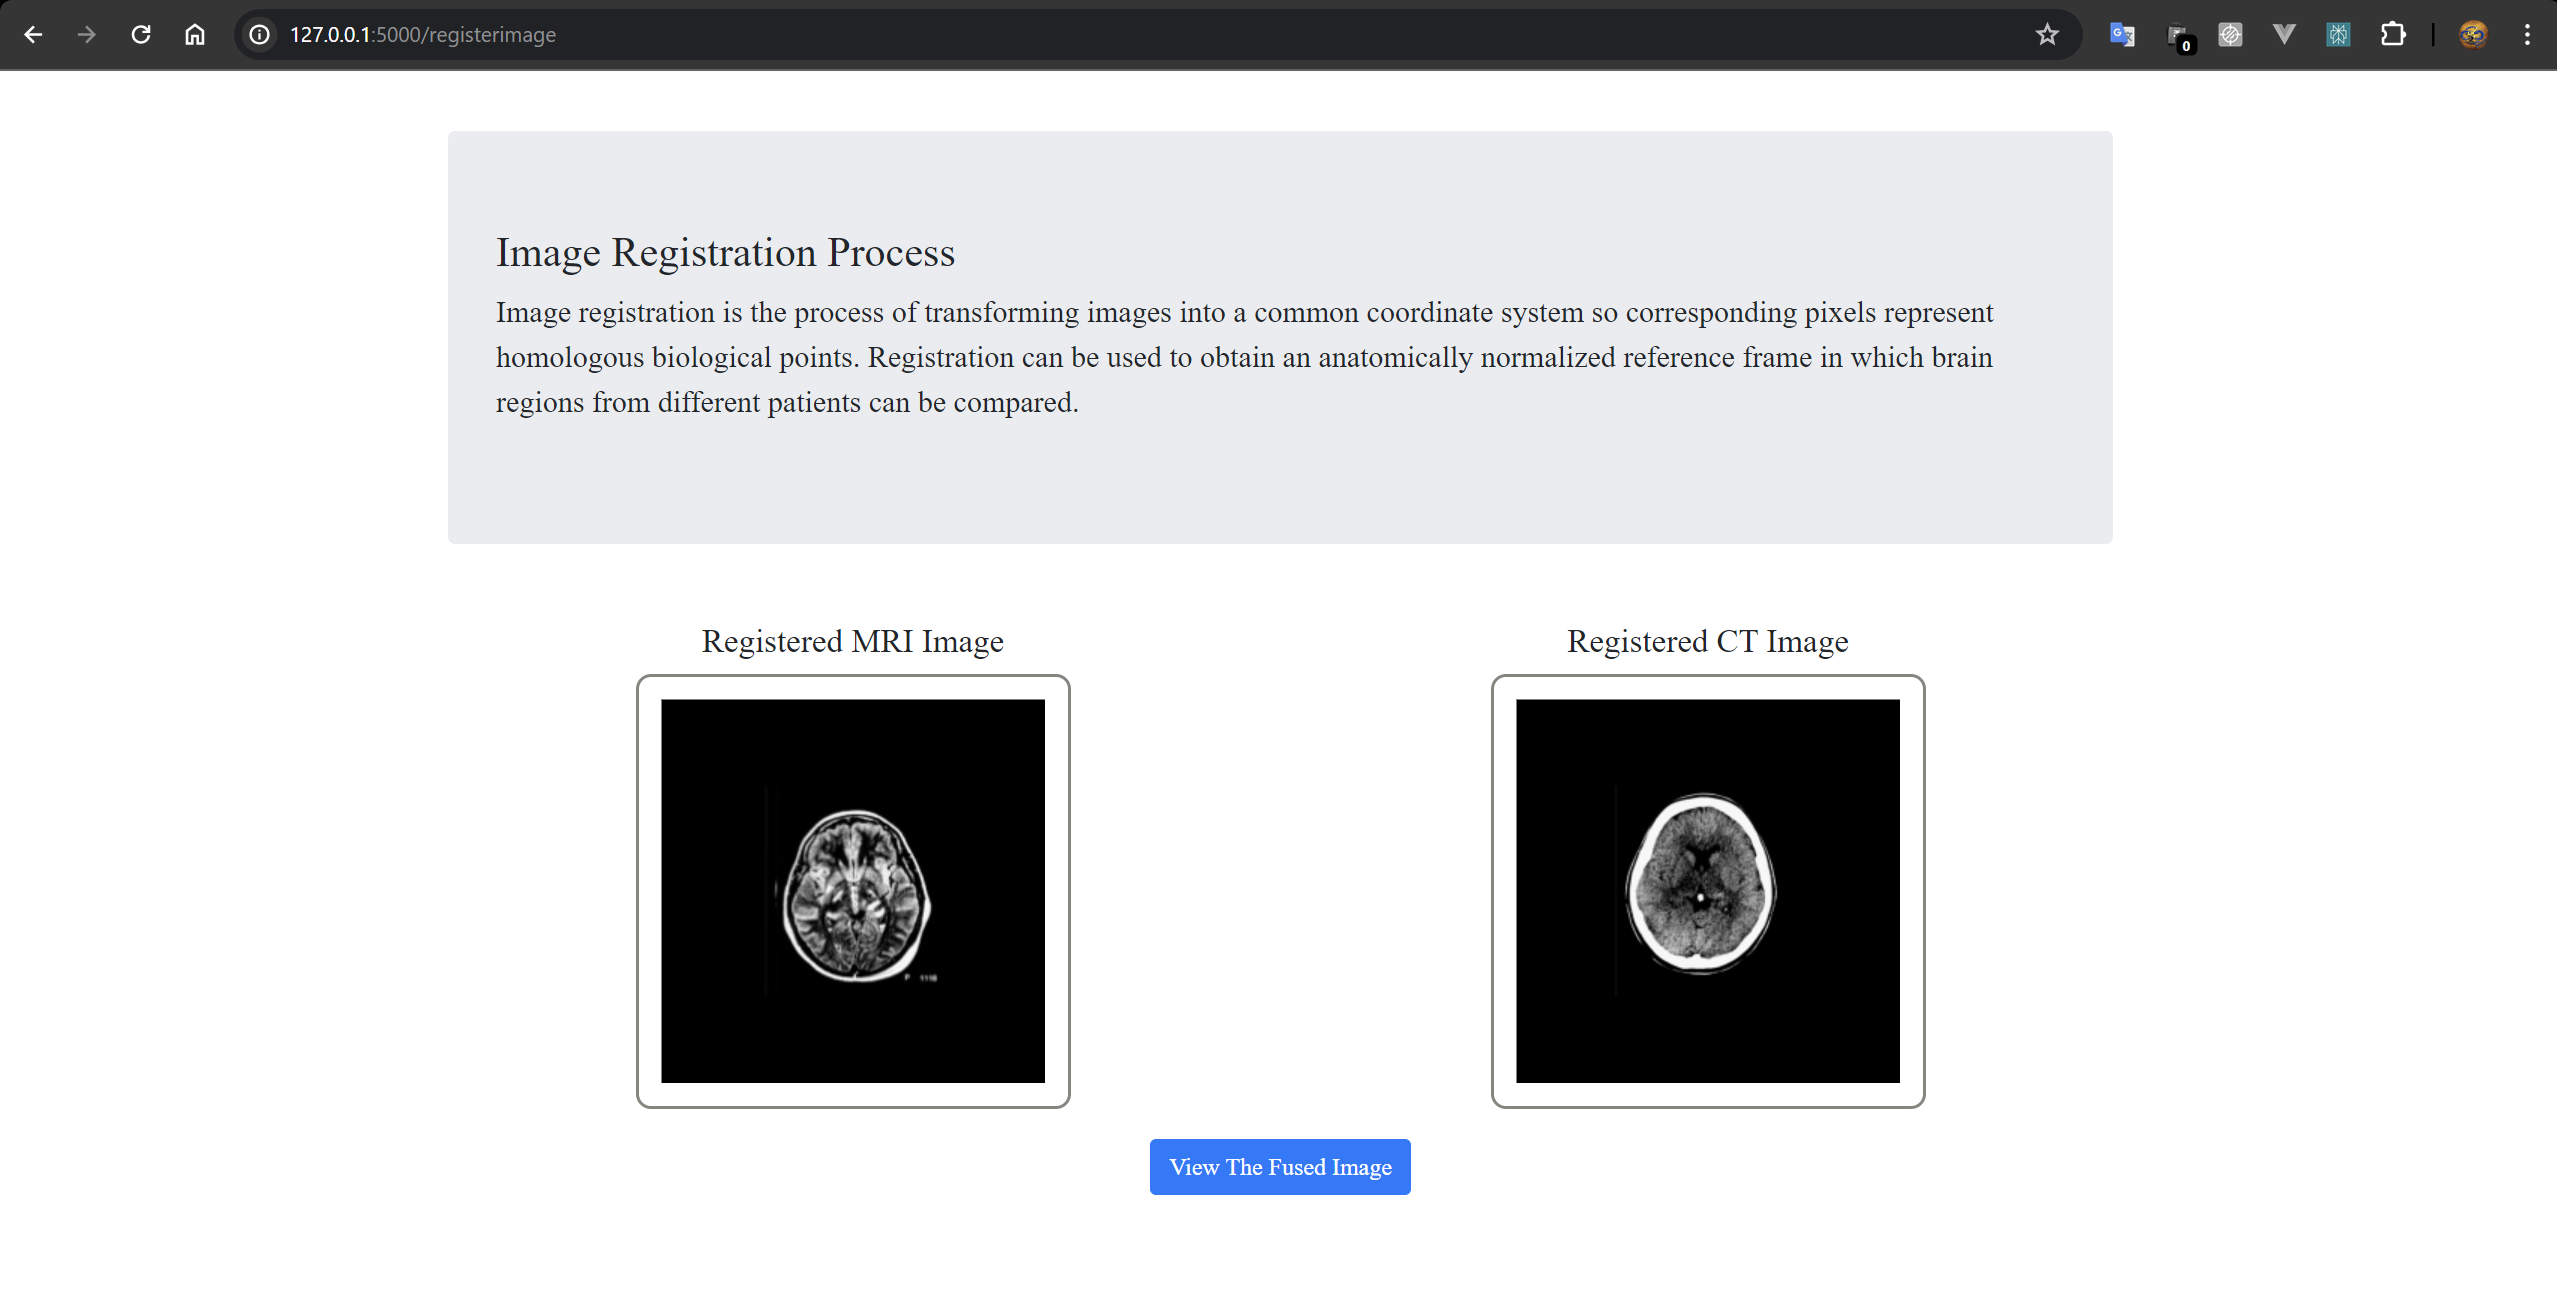 127.0.0.1:5000/registerimage
0
Image Registration Process
Image registration is the process of transforming images into a common coordinate system so corresponding pixels represent
homologous biological points. Registration can be used to obtain an anatomically normalized reference frame in which brain
regions from different patients can be compared.
Registered MRI Image
Registered CT Image
P
View The Fused Image